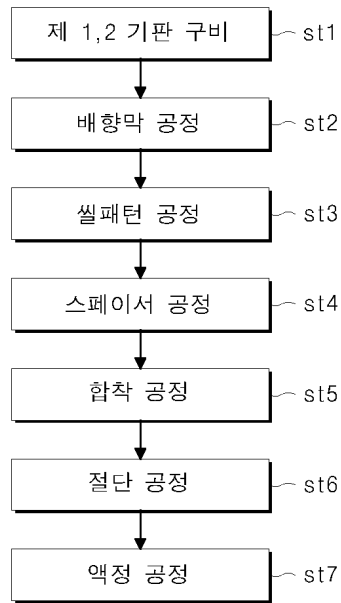 제 1,2 기판 구비 st1
배향막 공정 st2
씰패턴 공정 st3
스페이서 공정 st4
합착 공정 st5
절단 공정 st6
액정 공정 st7